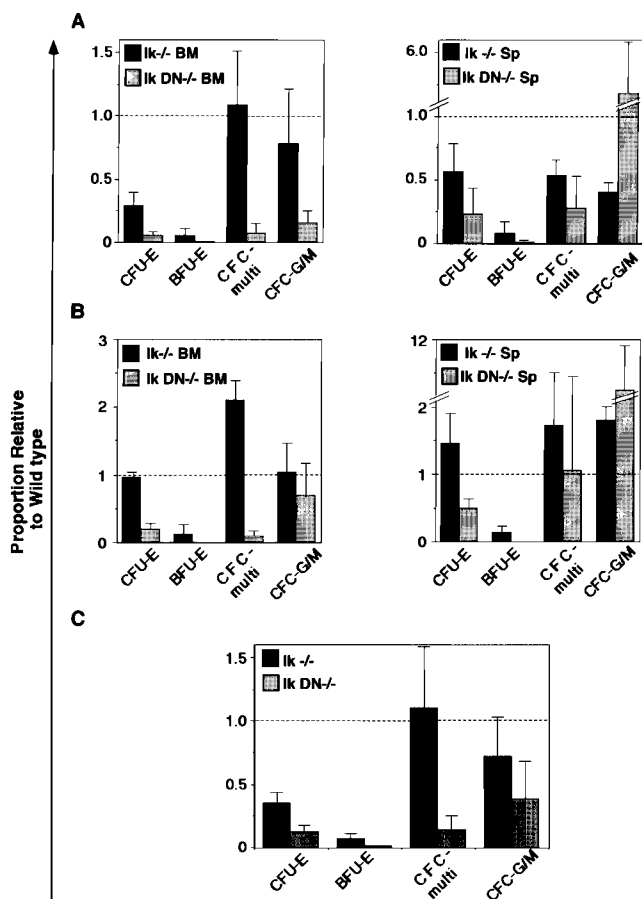 A
1.5
1.0
0.5
0
Ik-/- BM
Ik DN-/- BM
CFU-E
BFU-E
CFC-
multi
CFC-G/M
6.0
1.0
0.5
0
Ik -/- Sp
Ik DN-/- Sp
CFU-E
BFU-E
CFC-
multi
CFC-G/M
B
3
2
1
0
Ik-/- BM
Ik DN-/- BM
CFU-E
BFU-E
CFC-
multi
CFC-G/M
12
2
1
0
Ik -/- Sp
Ik DN-/- Sp
CFU-E
BFU-E
CFC-
multi
CFC-G/M
Proportion Relative
to Wild type
C
1.5
1.0
0.5
0
Ik -/-
Ik DN-/-
CFU-E
BFU-E
CFC-
multi
CFC-G/M